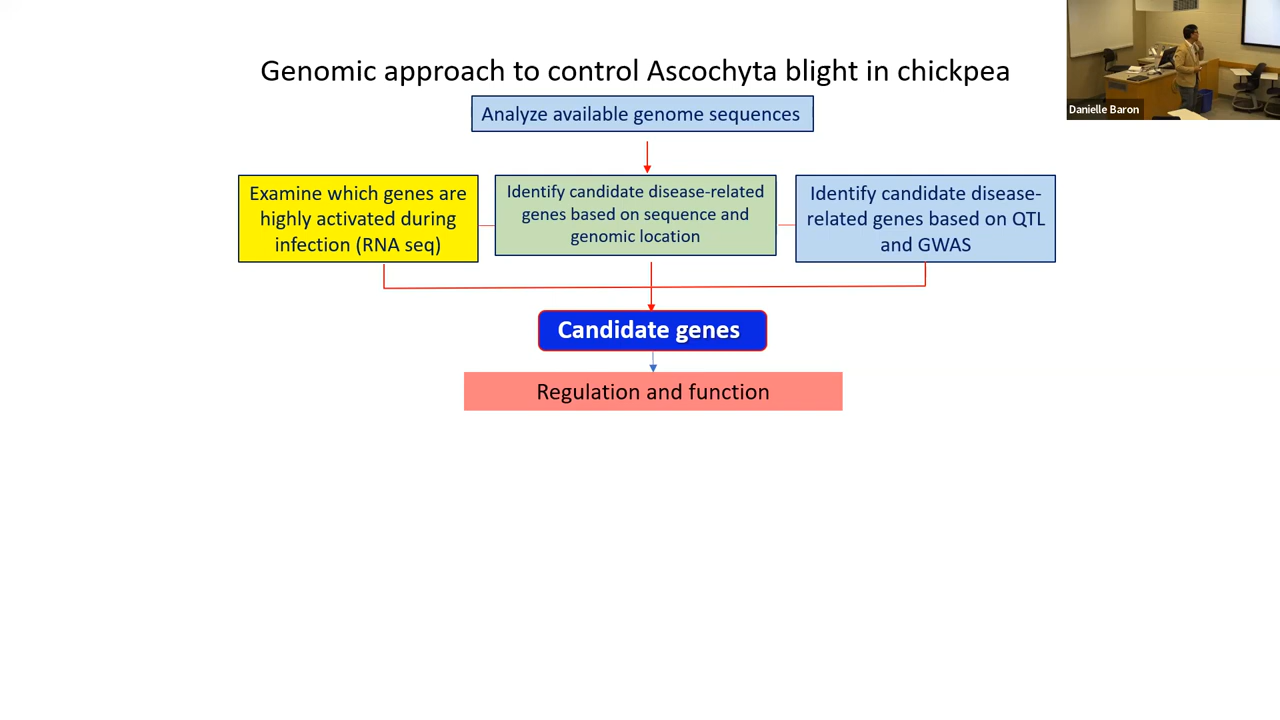 Genomic approach to control Ascochyta blight in chickpea
Danielle Baron
Analyze available genome sequences
Examine which genes are
highly activated during
infection (RNA seq)
Identify candidate disease-related
genes based on sequence and
genomic location
Identify candidate disease-
related genes based on QTL
and GWAS
Candidate genes
Regulation and function